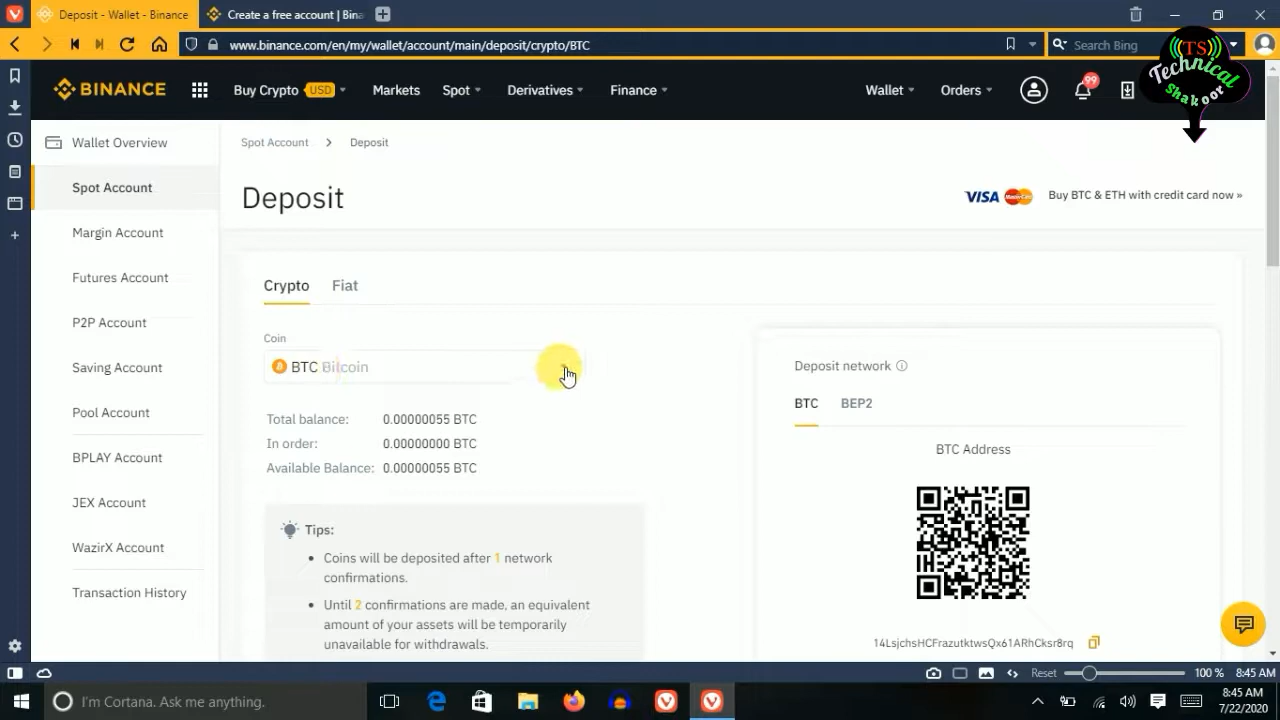 Deposit - Wallet - Binance
Create a free account | Bina
www.binance.com/en/my/wallet/account/main/deposit/crypto/BTC
Search Bing
BINANCE
Buy Crypto USD
Markets
Spot
Derivatives
Finance
Wallet
Orders
99
TS
Technical
Shakoor
Wallet Overview
Spot Account
Margin Account
Futures Account
P2P Account
Saving Account
Pool Account
BPLAY Account
JEX Account
WazirX Account
Transaction History
Spot Account > Deposit
Deposit
VISA MasterCard Buy BTC & ETH with credit card now »
Crypto Fiat
Coin
BTC Bitcoin
Total balance: 0.00000055 BTC
In order: 0.00000000 BTC
Available Balance: 0.00000055 BTC
Tips:
• Coins will be deposited after 1 network
confirmations.
• Until 2 confirmations are made, an equivalent
amount of your assets will be temporarily
unavailable for withdrawals.
Deposit network
BTC BEP2
BTC Address
14LsjchsHCFrazutktwsQx61ARhCksr8rq
Reset
100 %
8:45 AM
I'm Cortana. Ask me anything.
8:45 AM
7/22/2020